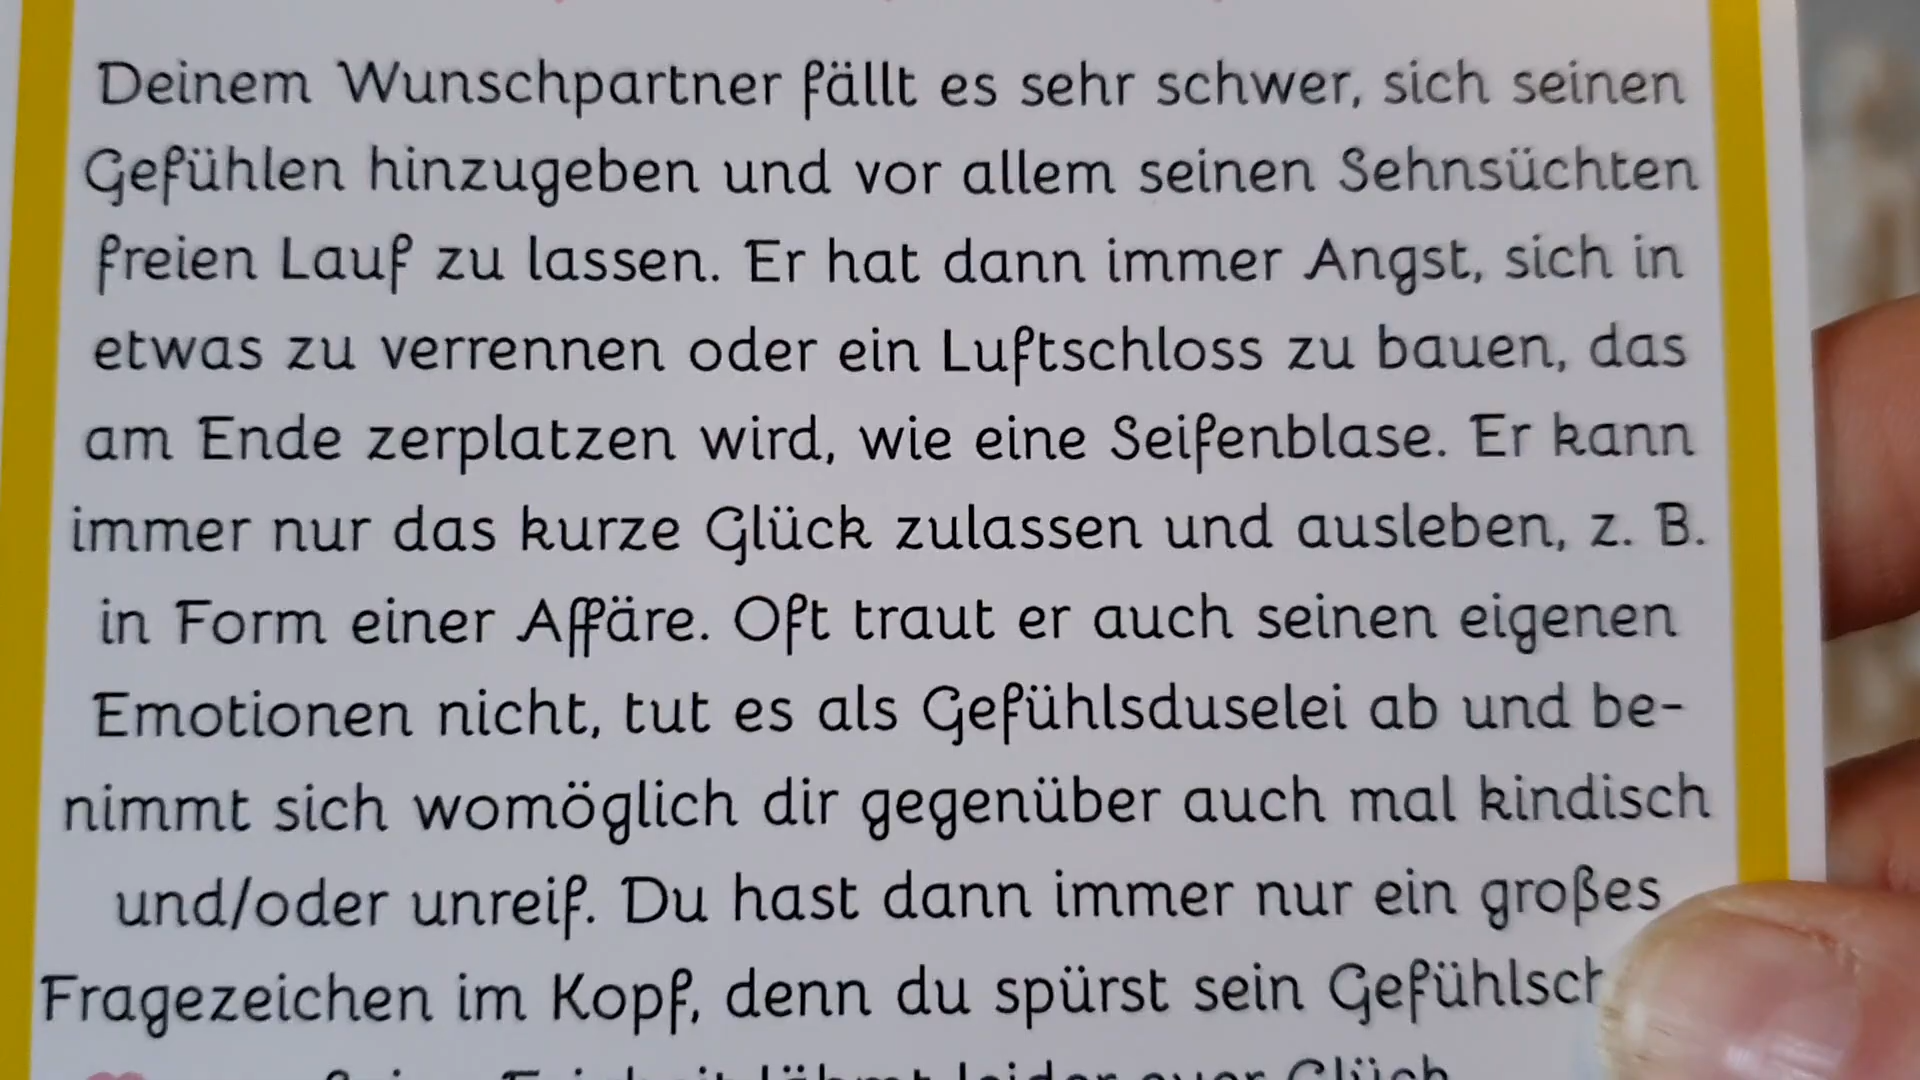 Deinem Wunschpartner fällt es sehr schwer, sich seinen
Gefühlen hinzugeben und vor allem seinen Sehnsüchten
freien Lauf zu lassen. Er hat dann immer Angst, sich in
etwas zu verrennen oder ein Luftschloss zu bauen, das
am Ende zerplatzen wird, wie eine Seifenblase. Er kann
immer nur das kurze Glück zulassen und ausleben, z. B.
in Form einer Affäre. Oft traut er auch seinen eigenen
Emotionen nicht, tut es als Gefühlsduselei ab und be-
nimmt sich womöglich dir gegenüber auch mal kindisch
und/oder unreif. Du hast dann immer nur ein großes
Fragezeichen im Kopf, denn du spürst sein
leider euer Glück